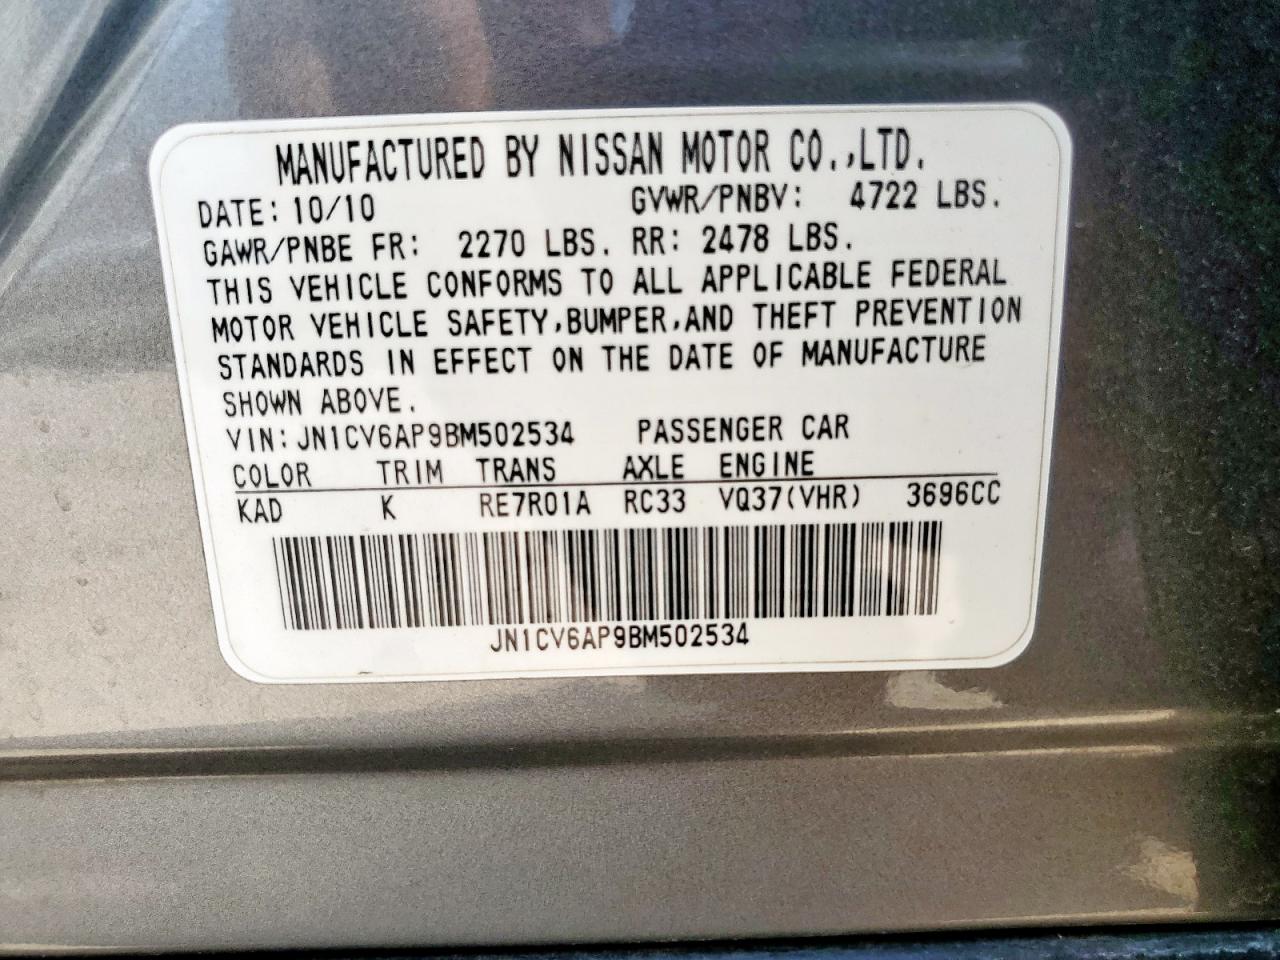 MANUFACTURED BY NISSAN MOTOR CO.,LTD.
DATE: 10/10 GVWR/PNBV: 4722 LBS.
GAWR/PNBE FR: 2270 LBS. RR: 2478 LBS.
THIS VEHICLE CONFORMS TO ALL APPLICABLE FEDERAL
MOTOR VEHICLE SAFETY,BUMPER,AND THEFT PREVENTION
STANDARDS IN EFFECT ON THE DATE OF MANUFACTURE
SHOWN ABOVE.
VIN: JN1CV6AP9BM502534 PASSENGER CAR
COLOR TRIM TRANS AXLE ENGINE
KAD K RE7R01A RC33 VQ37(VHR) 3696CC
JN1CV6AP9BM502534